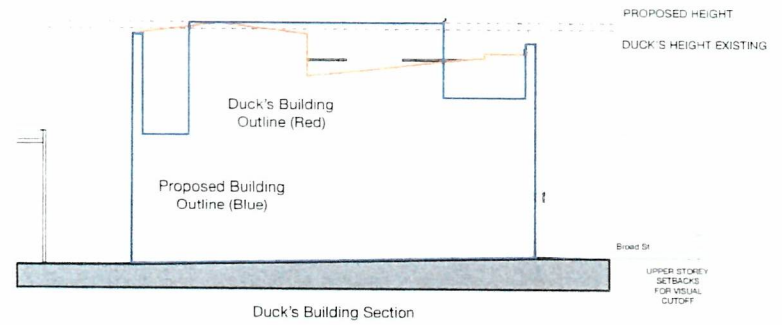 PROPOSED HEIGHT
DUCK'S HEIGHT EXISTING
Duck's Building
Outline (Red)
Proposed Building
Outline (Blue)
Broad St
UPPER STOREY
SETBACKS
FOR VISUAL
CUTOFF
Duck's Building Section